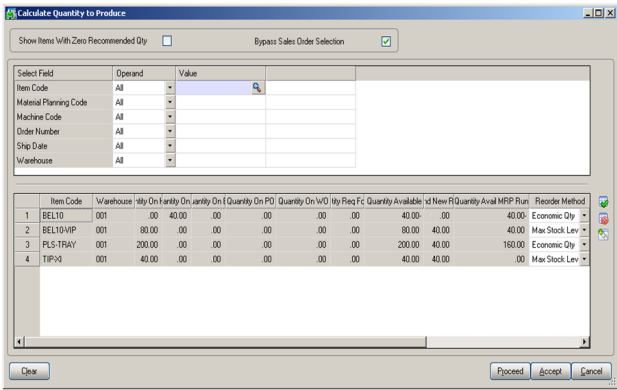 Calculate Quantity to Produce
Show Items With Zero Recommended Qty Bypass Sales Order Selection
Select Field Operand Value
Item Code All
Material Planning Code All
Machine Code All
Order Number All
Ship Date All
Warehouse All
Item Code Warehouse Quantity On PO Quantity On WO Quantity Available Quantity Avail MRP Run Reorder Method
1 BEL10 001 .00 40.00 .00 .00 .00 .00 40.00- .00 40.00- Economic Qty
2 BEL10-VIP 001 80.00 .00 .00 .00 .00 .00 80.00 40.00 40.00 Max Stock Lev
3 PLS-TRAY 001 200.00 .00 .00 .00 .00 .00 200.00 40.00 160.00 Economic Qty
4 TIP-XI 001 40.00 .00 .00 .00 .00 .00 40.00 40.00 .00 Max Stock Lev
Clear Proceed Accept Cancel